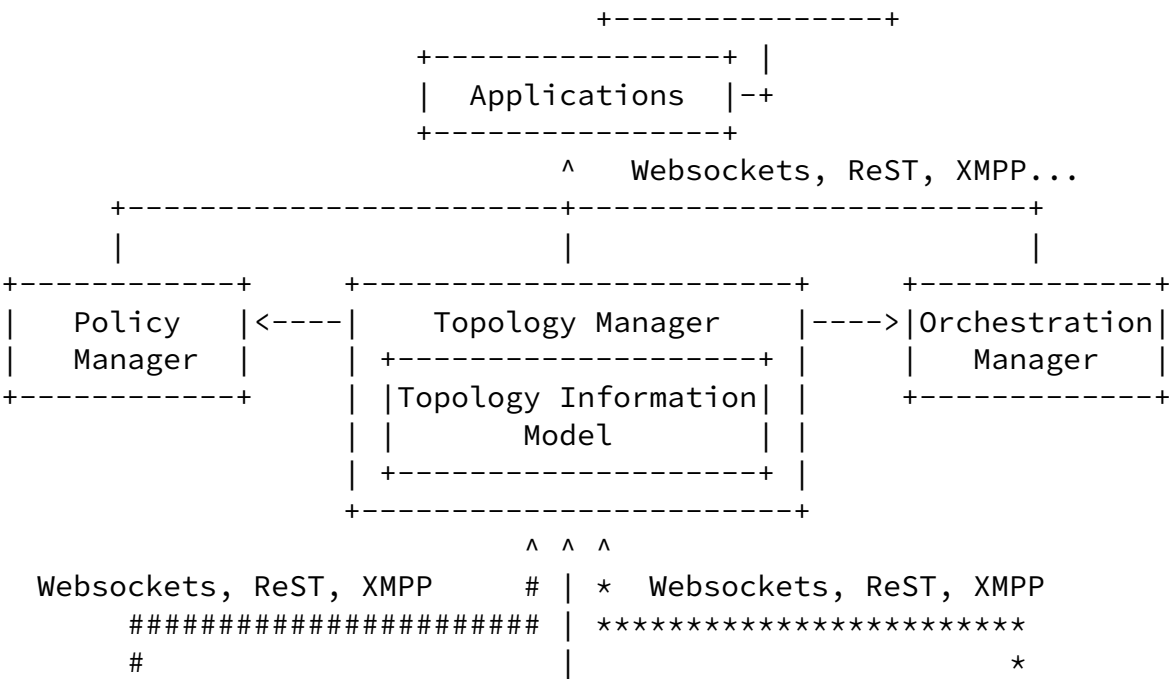 Applications
Websockets, ReST, XMPP...
Policy Manager
Topology Manager
Orchestration Manager
Topology Information Model
Websockets, ReST, XMPP
Websockets, ReST, XMPP